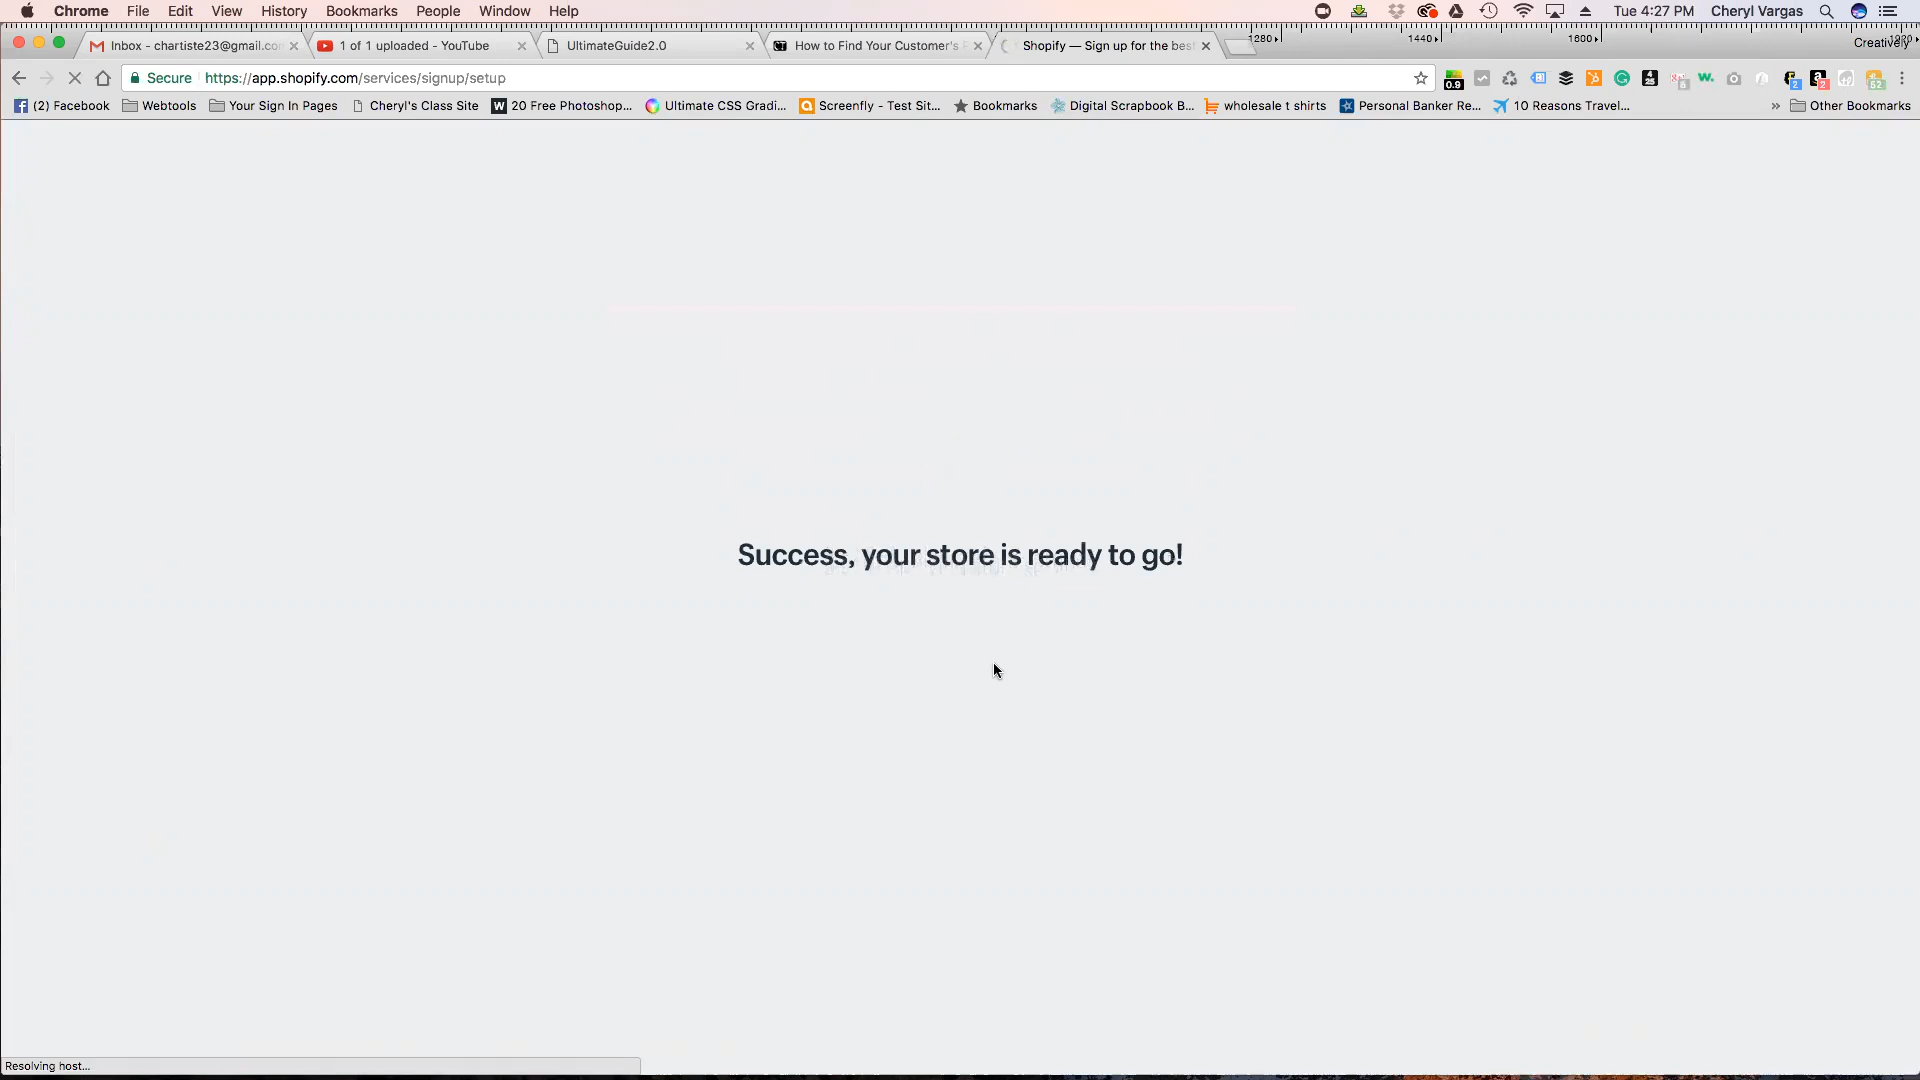 Chrome File Edit View History Bookmarks People Window Help Tue 4:27 PM Cheryl Vargas
Inbox - chartiste23@gmail.co 1 of 1 uploaded - YouTube UltimateGuide2.0 How to Find Your Customer's Shopify — Sign up for the bes 1280 1440 1600 Creatively
Secure https://app.shopify.com/services/signup/setup
(2) Facebook Webtools Your Sign In Pages Cheryl's Class Site 20 Free Photoshop... Ultimate CSS Gradi... Screenfly - Test Sit... Bookmarks Digital Scrapbook B... wholesale t shirts Personal Banker Re... 10 Reasons Travel... » Other Bookmarks
Success, your store is ready to go!
Resolving host...